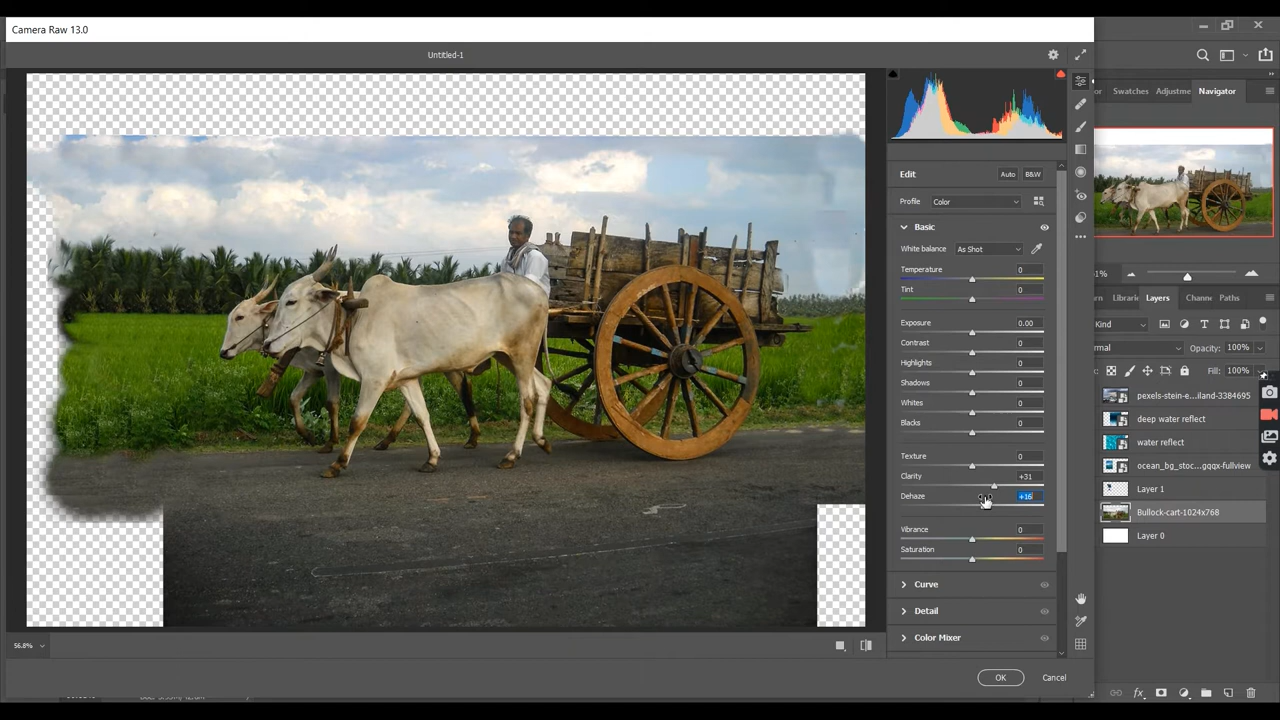 Camera Raw 13.0
Untitled-1
Swatches Adjustme Navigator
Edit Auto B&W
Profile Color
Basic
White balance As Shot
Temperature 0
Tint 0
Exposure 0.00
Contrast 0
Highlights 0
Shadows 0
Whites 0
Blacks 0
Texture 0
Clarity +31
Dehaze +16
Vibrance 0
Saturation 0
Curve
Detail
Color Mixer
56.8%
OK Cancel
Layers Channe Paths
Kind
Opacity: 100%
Fill: 100%
pexels-stein-e...iland-3384695
deep water reflect
water reflect
ocean_bg_stoc...gqqx-fullview
Layer 1
Bullock-cart-1024x768
Layer 0